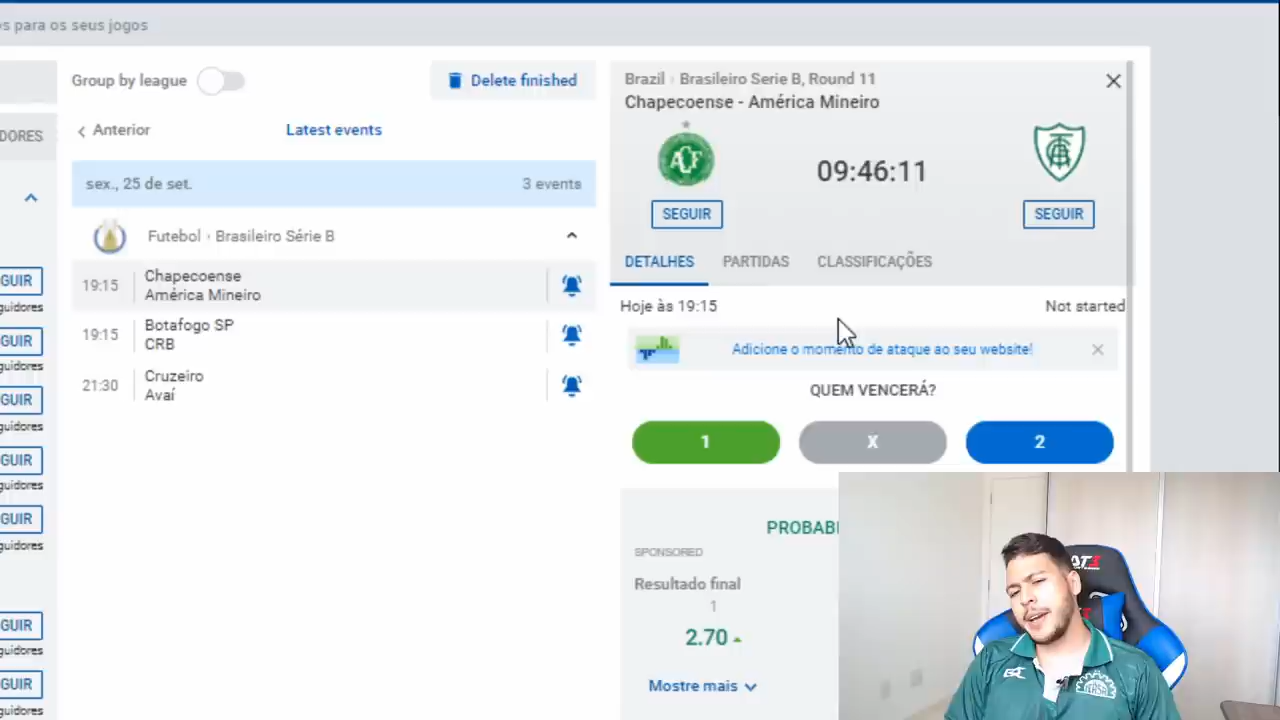 s para os seus jogos
Group by league
Delete finished
DORES
Anterior
Latest events
sex., 25 de set.
3 events
Futebol · Brasileiro Série B
19:15
Chapecoense
América Mineiro
19:15
Botafogo SP
CRB
21:30
Cruzeiro
Avaí
GUIR
guidores
GUIR
guidores
GUIR
guidores
GUIR
guidores
GUIR
guidores
GUIR
guidores
GUIR
guidores
Brazil · Brasileiro Serie B, Round 11
Chapecoense - América Mineiro
ACF
09:46:11
SEGUIR
SEGUIR
DETALHES
PARTIDAS
CLASSIFICAÇÕES
Hoje às 19:15
Not started
Adicione o momento de ataque ao seu website!
QUEM VENCERÁ?
1
X
2
PROBABI
SPONSORED
Resultado final
1
2.70
Mostre mais